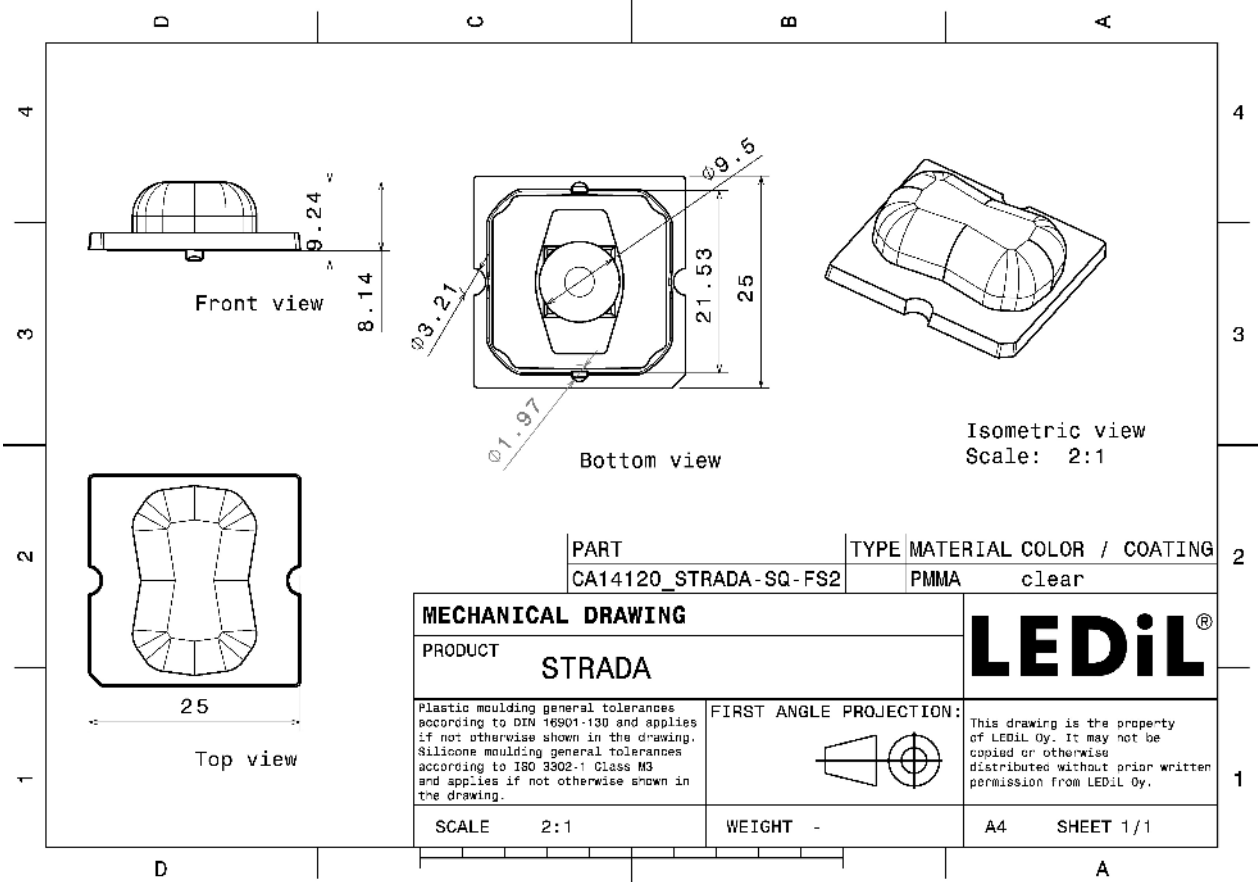 D C B A
4 4
9.24
8.14
Front view
Ø9.5
Ø3.21
21.53
25
Ø1.97
Bottom view
Isometric view
Scale: 2:1
3 3
25
Top view
2 2
PART TYPE MATERIAL COLOR / COATING
CA14120_STRADA-SQ-FS2 PMMA clear
MECHANICAL DRAWING
LEDiL®
PRODUCT
STRADA
Plastic moulding general tolerances
according to DIN 16901-130 and applies
if not otherwise shown in the drawing.
Silicone moulding general tolerances
according to ISO 3302-1 Class M3
and applies if not otherwise shown in
the drawing.
FIRST ANGLE PROJECTION:
This drawing is the property
of LEDiL Oy. It may not be
copied or otherwise
distributed without prior written
permission from LEDiL Oy.
1 1
SCALE 2:1
WEIGHT -
A4 SHEET 1/1
D A